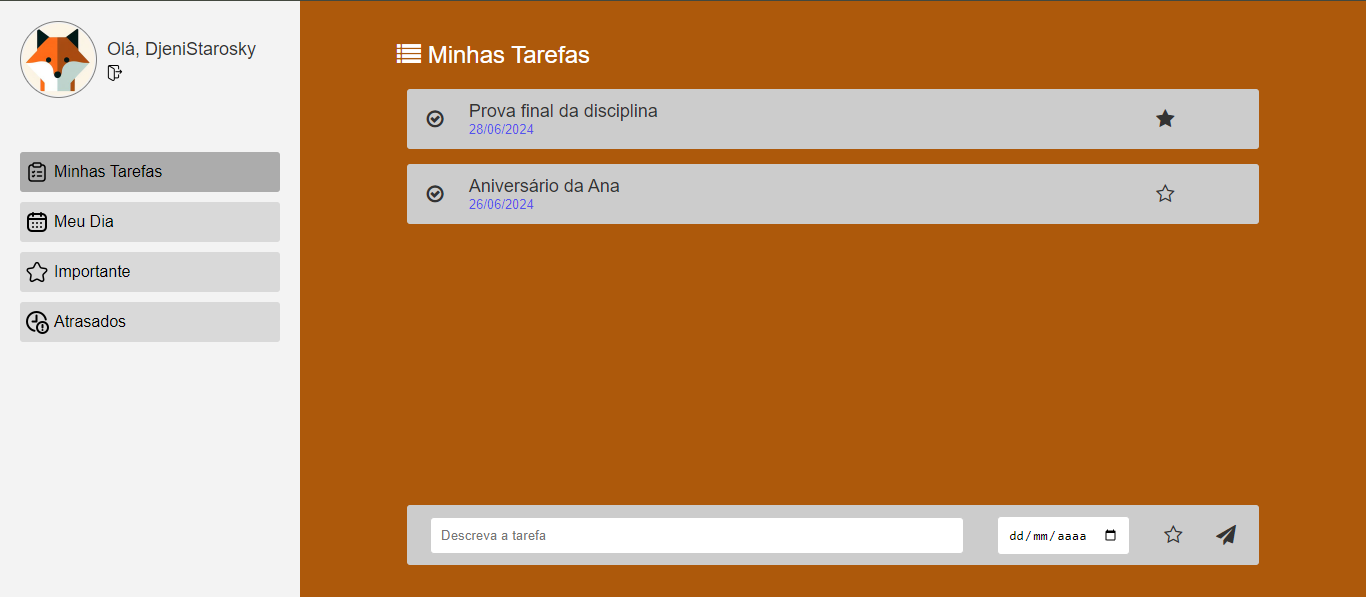 Olá, DjeniStarosky
Minhas Tarefas
Meu Dia
Importante
Atrasados
Minhas Tarefas
Prova final da disciplina
28/06/2024
Aniversário da Ana
26/06/2024
Descreva a tarefa
dd/mm/aaaa